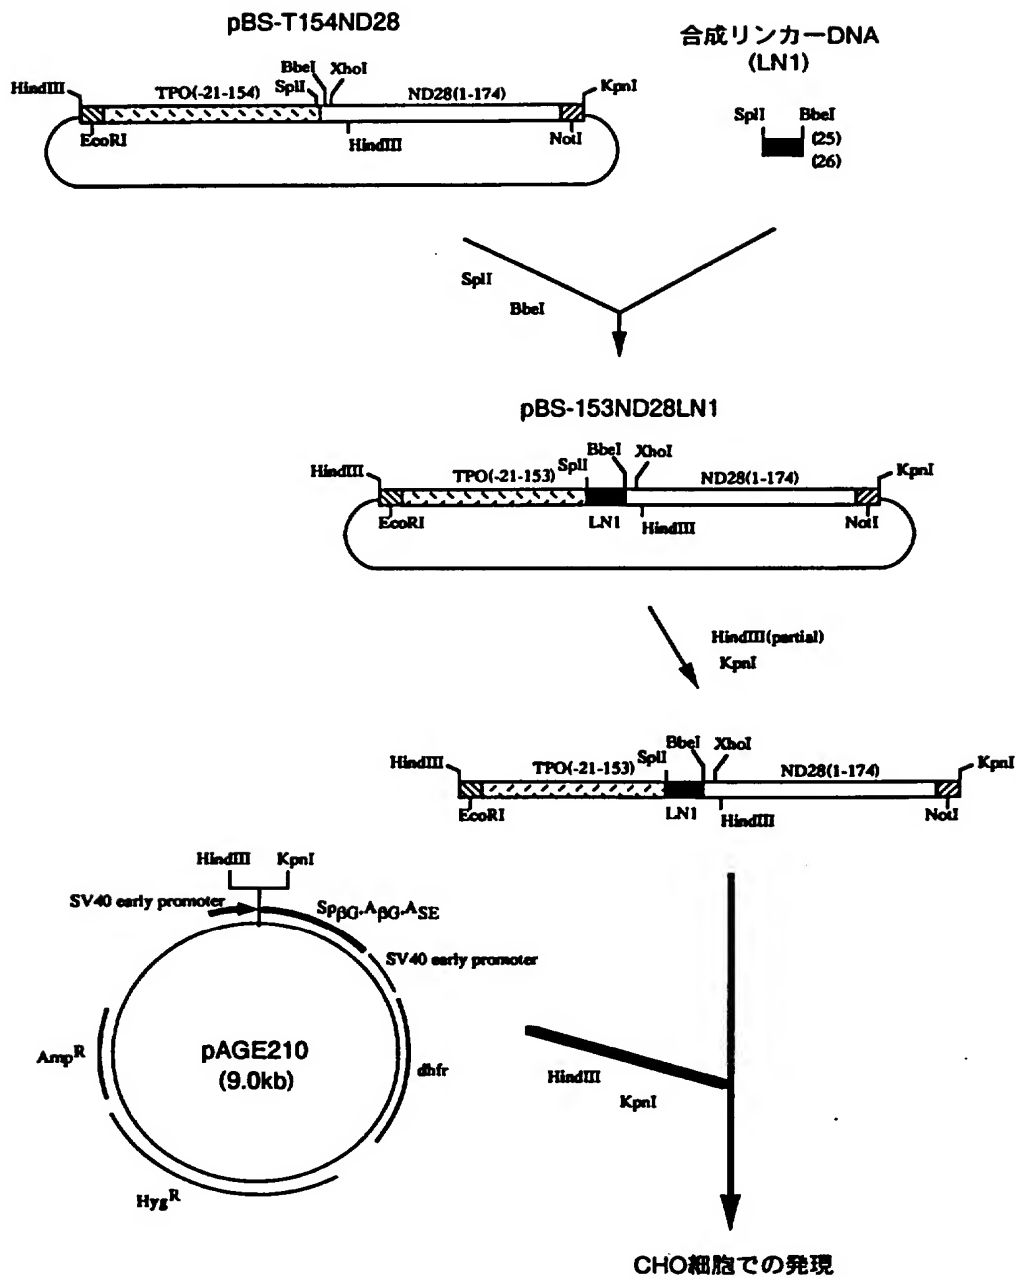 pBS-T154ND28
合成リンカーDNA
(LN1)
HindIII
TPO(-21-154)
SplI
BbeI
XhoI
ND28(1-174)
KpnI
EcoRI
HindIII
NotI
SplI
BbeI
(25)
(26)
SplI
BbeI
pBS-153ND28LN1
HindIII
TPO(-21-153)
SplI
BbeI
XhoI
ND28(1-174)
KpnI
EcoRI
LN1
HindIII
NotI
HindIII(partial)
KpnI
HindIII
TPO(-21-153)
SplI
BbeI
XhoI
ND28(1-174)
KpnI
EcoRI
LN1
HindIII
NotI
HindIII
KpnI
SV40 early promoter
SpβG.AβG.ASE
SV40 early promoter
AmpR
pAGE210
(9.0kb)
dhfr
HygR
HindIII
KpnI
CHO細胞での発現